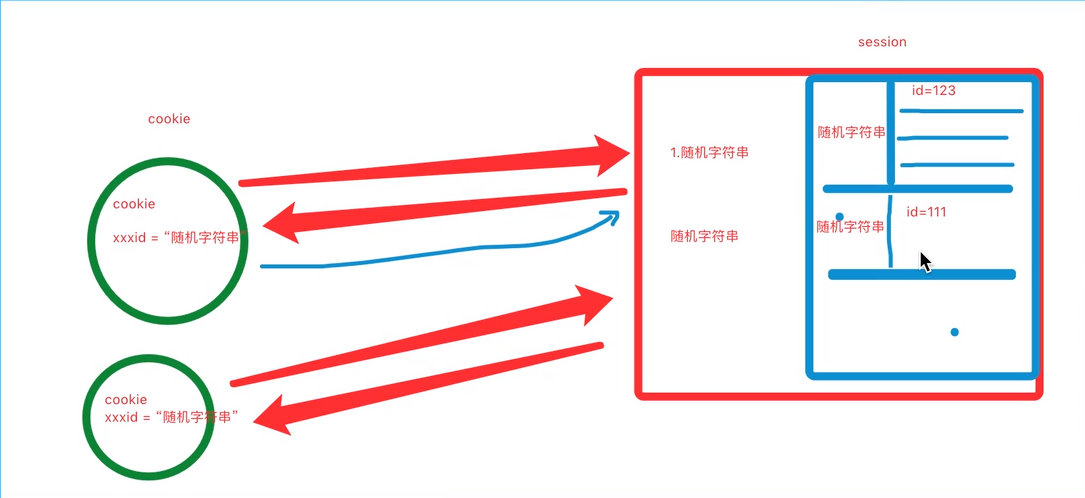 session
cookie
cookie
xxxid = “随机字符串”
1.随机字符串
随机字符串
随机字符串
id=123
随机字符串
id=111
cookie
xxxid = “随机字符串”